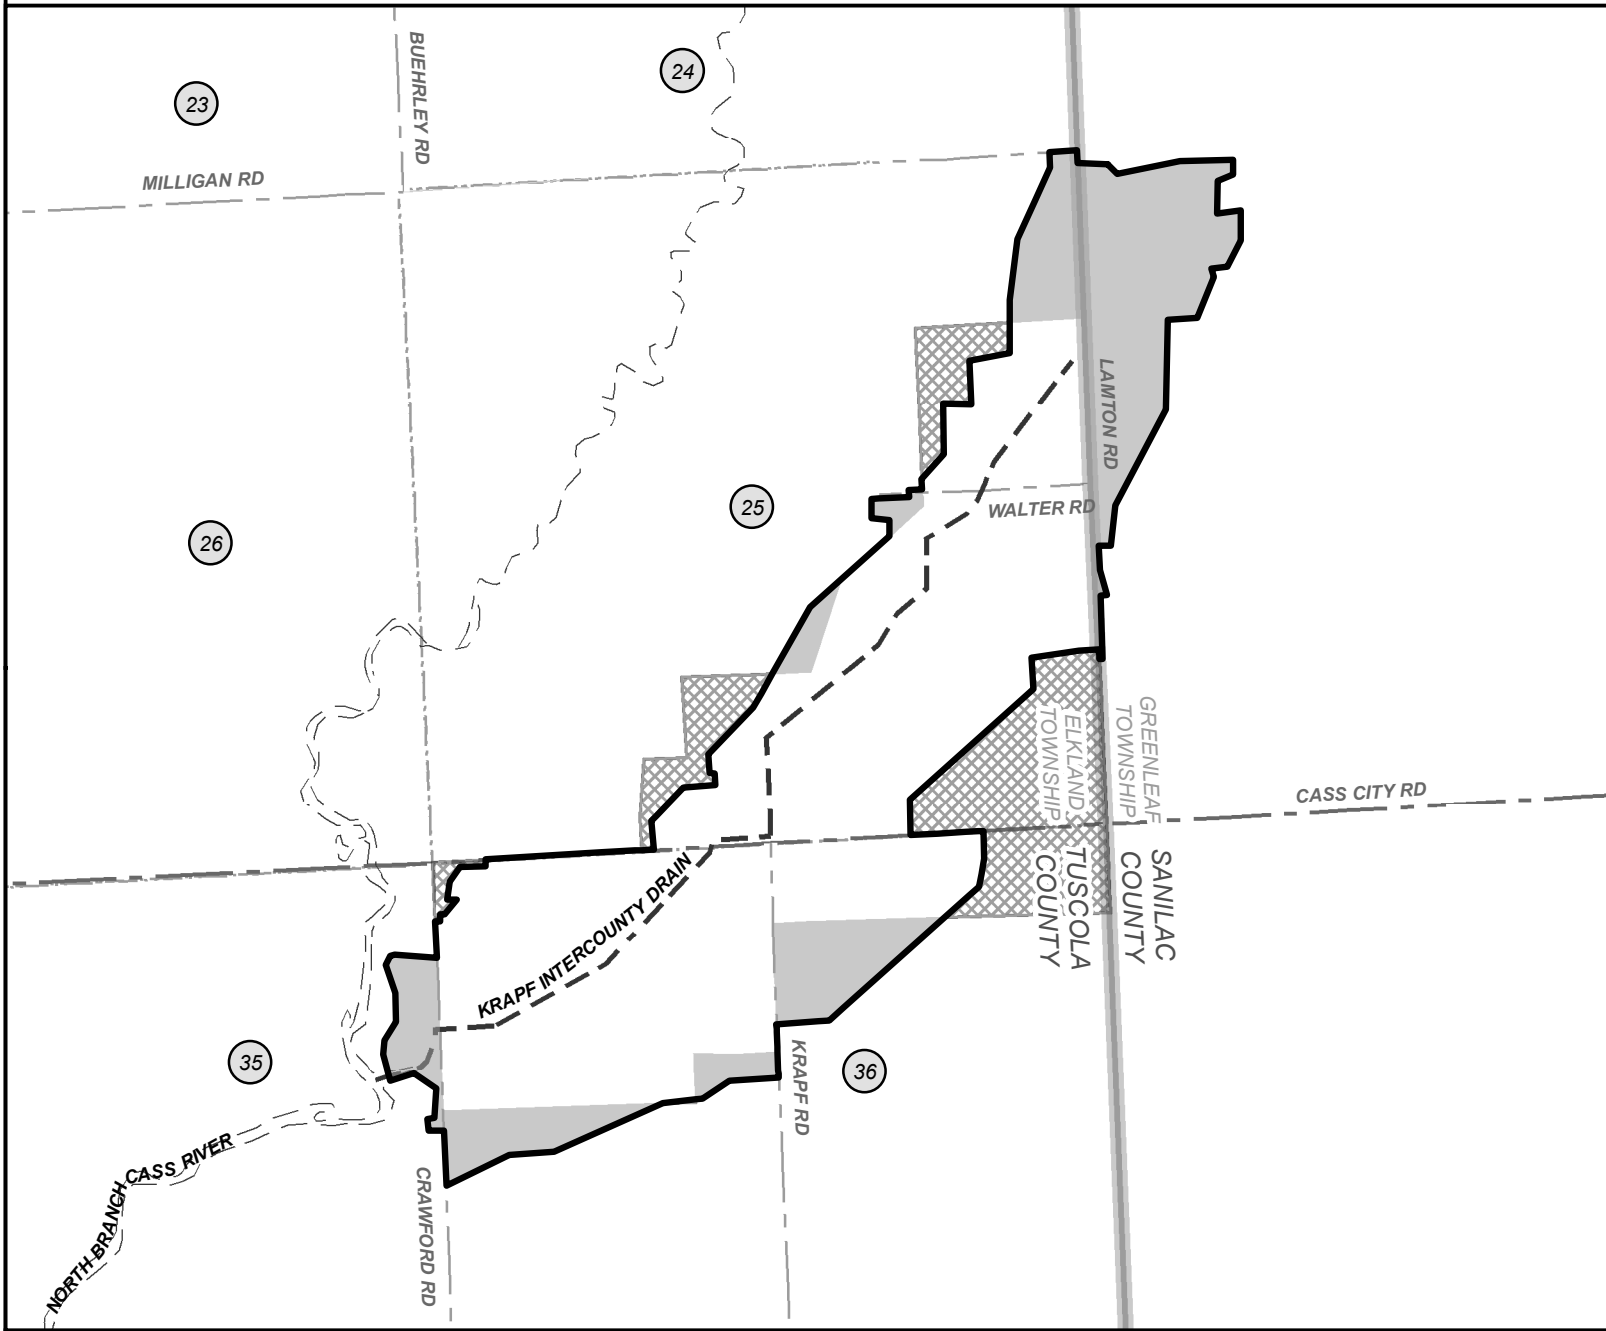 24
23
BUEHRLEY RD
MILLIGAN RD
LAMTON RD
25
WALTER RD
26
GREENLEAF
TOWNSHIP
ELKLAND
TOWNSHIP
CASS CITY RD
SANILAC
COUNTY
TUSCOLA
COUNTY
KRAPF INTERCOUNTY DRAIN
35
KRAPF RD
36
CRAWFORD RD
NORTH BRANCH CASS RIVER